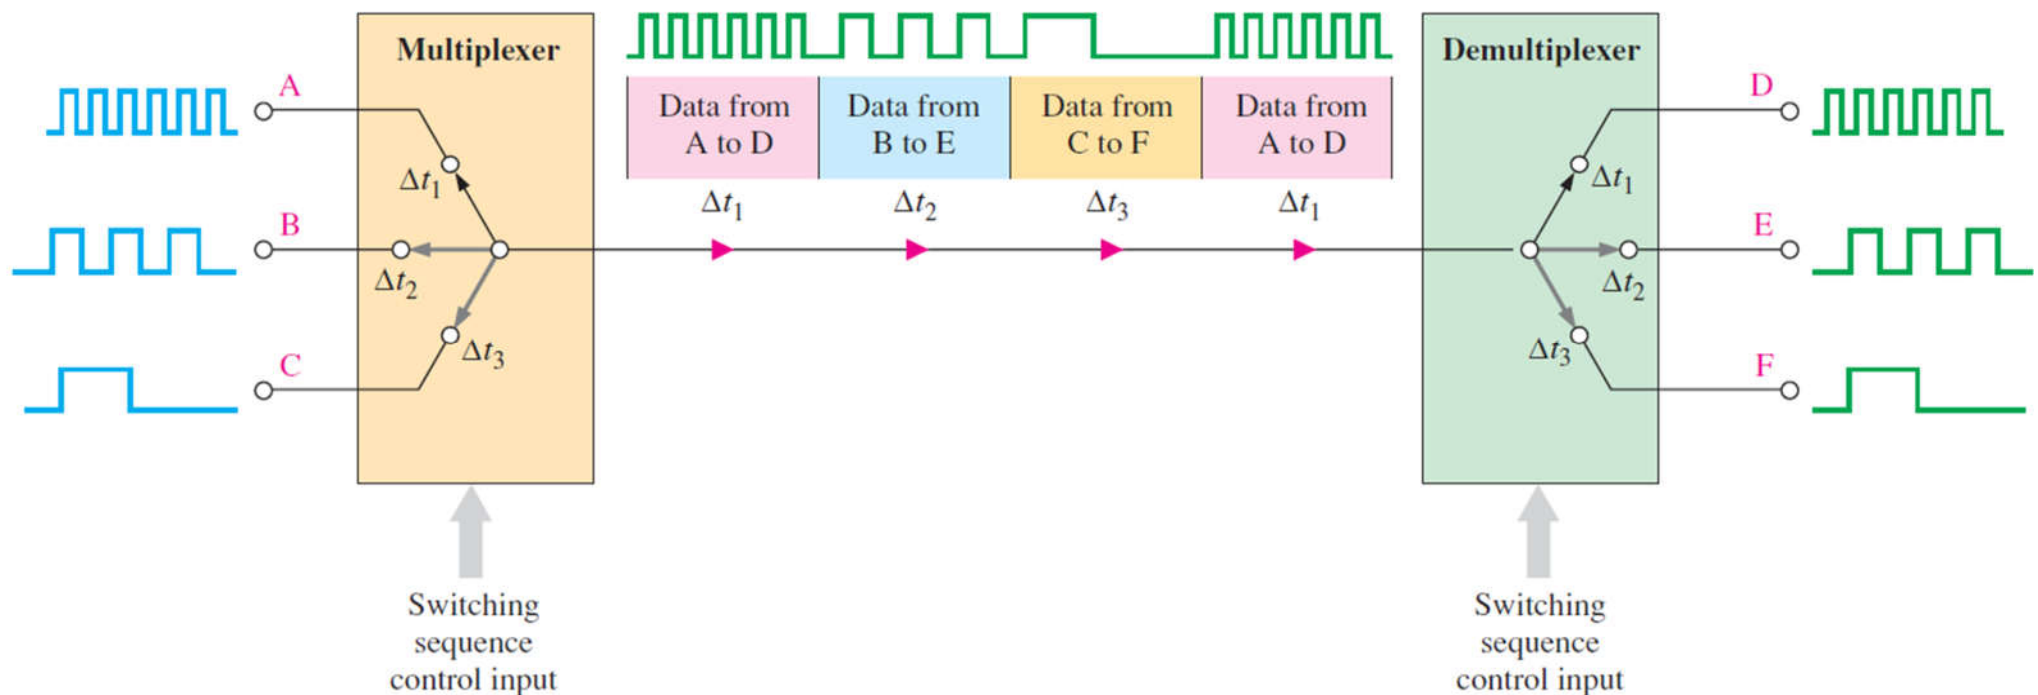 Multiplexer
A
Δt1
B
Δt2
C
Δt3
Switching
sequence
control input
Data from
A to D
Data from
B to E
Data from
C to F
Data from
A to D
Δt1
Δt2
Δt3
Δt1
Demultiplexer
D
Δt1
E
Δt2
F
Δt3
Switching
sequence
control input